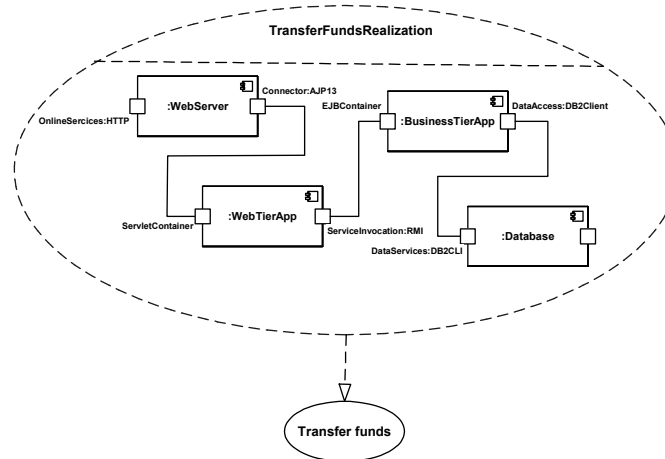 TransferFundsRealization
Connector:AJP13
:WebServer
OnlineSercices:HTTP
EJBContainer
DataAccess:DB2Client
:BusinessTierApp
:WebTierApp
ServletContainer
ServiceInvocation:RMI
:Database
DataServices:DB2CLI
Transfer funds